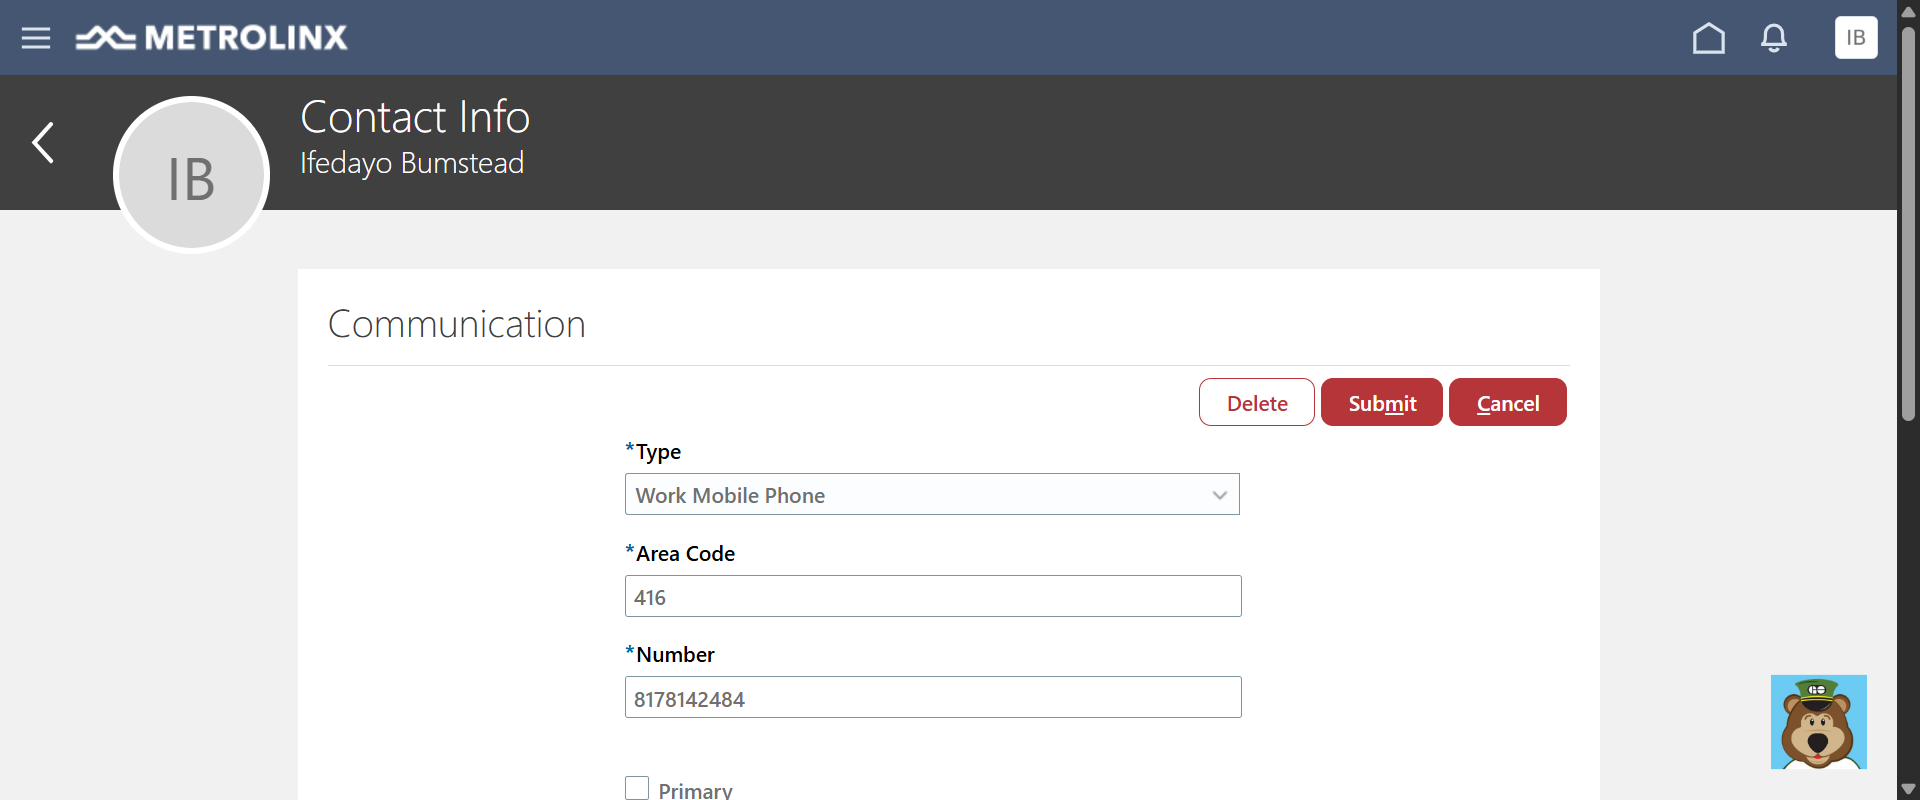 METROLINX
IB
Contact Info
Ifedayo Bumstead
IB
Communication
Delete
Submit
Cancel
*Type
Work Mobile Phone
*Area Code
416
*Number
8178142484
Primary
GO